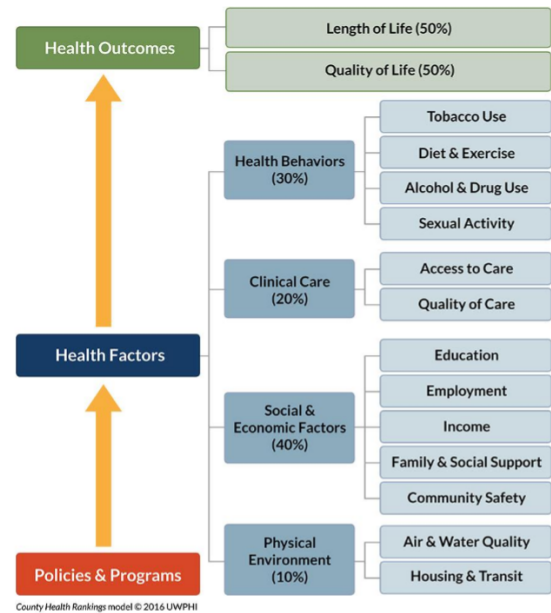 Health Outcomes
Length of Life (50%)
Quality of Life (50%)
Health Factors
Health Behaviors
(30%)
Tobacco Use
Diet & Exercise
Alcohol & Drug Use
Sexual Activity
Clinical Care
(20%)
Access to Care
Quality of Care
Social &
Economic Factors
(40%)
Education
Employment
Income
Family & Social Support
Community Safety
Physical
Environment
(10%)
Air & Water Quality
Housing & Transit
Policies & Programs
County Health Rankings model © 2016 UWPHI